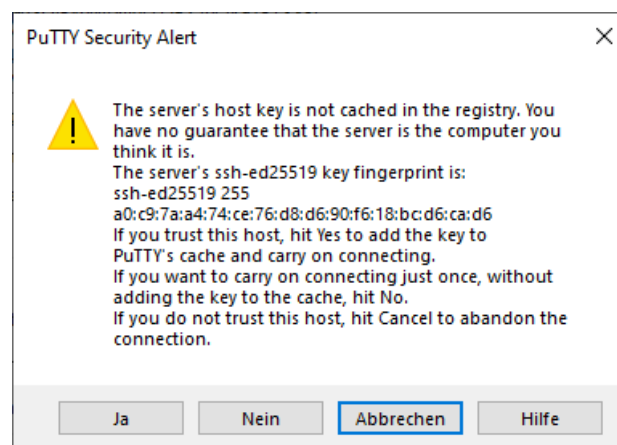 PuTTY Security Alert
The server's host key is not cached in the registry. You
have no guarantee that the server is the computer you
think it is.
The server's ssh-ed25519 key fingerprint is:
ssh-ed25519 255
a0:c9:7a:a4:74:ce:76:d8:d6:90:f6:18:bc:d6:ca:d6
If you trust this host, hit Yes to add the key to
PuTTY's cache and carry on connecting.
If you want to carry on connecting just once, without
adding the key to the cache, hit No.
If you do not trust this host, hit Cancel to abandon the
connection.
Ja Nein Abbrechen Hilfe